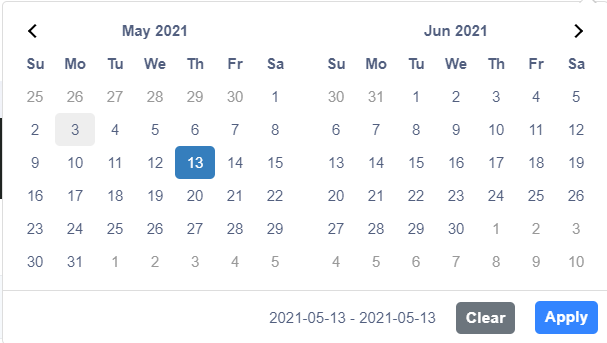 May 2021
Su Mo Tu We Th Fr Sa
25 26 27 28 29 30 1
2 3 4 5 6 7 8
9 10 11 12 13 14 15
16 17 18 19 20 21 22
23 24 25 26 27 28 29
30 31 1 2 3 4 5
Jun 2021
Su Mo Tu We Th Fr Sa
30 31 1 2 3 4 5
6 7 8 9 10 11 12
13 14 15 16 17 18 19
20 21 22 23 24 25 26
27 28 29 30 1 2 3
4 5 6 7 8 9 10
2021-05-13 - 2021-05-13
Clear
Apply